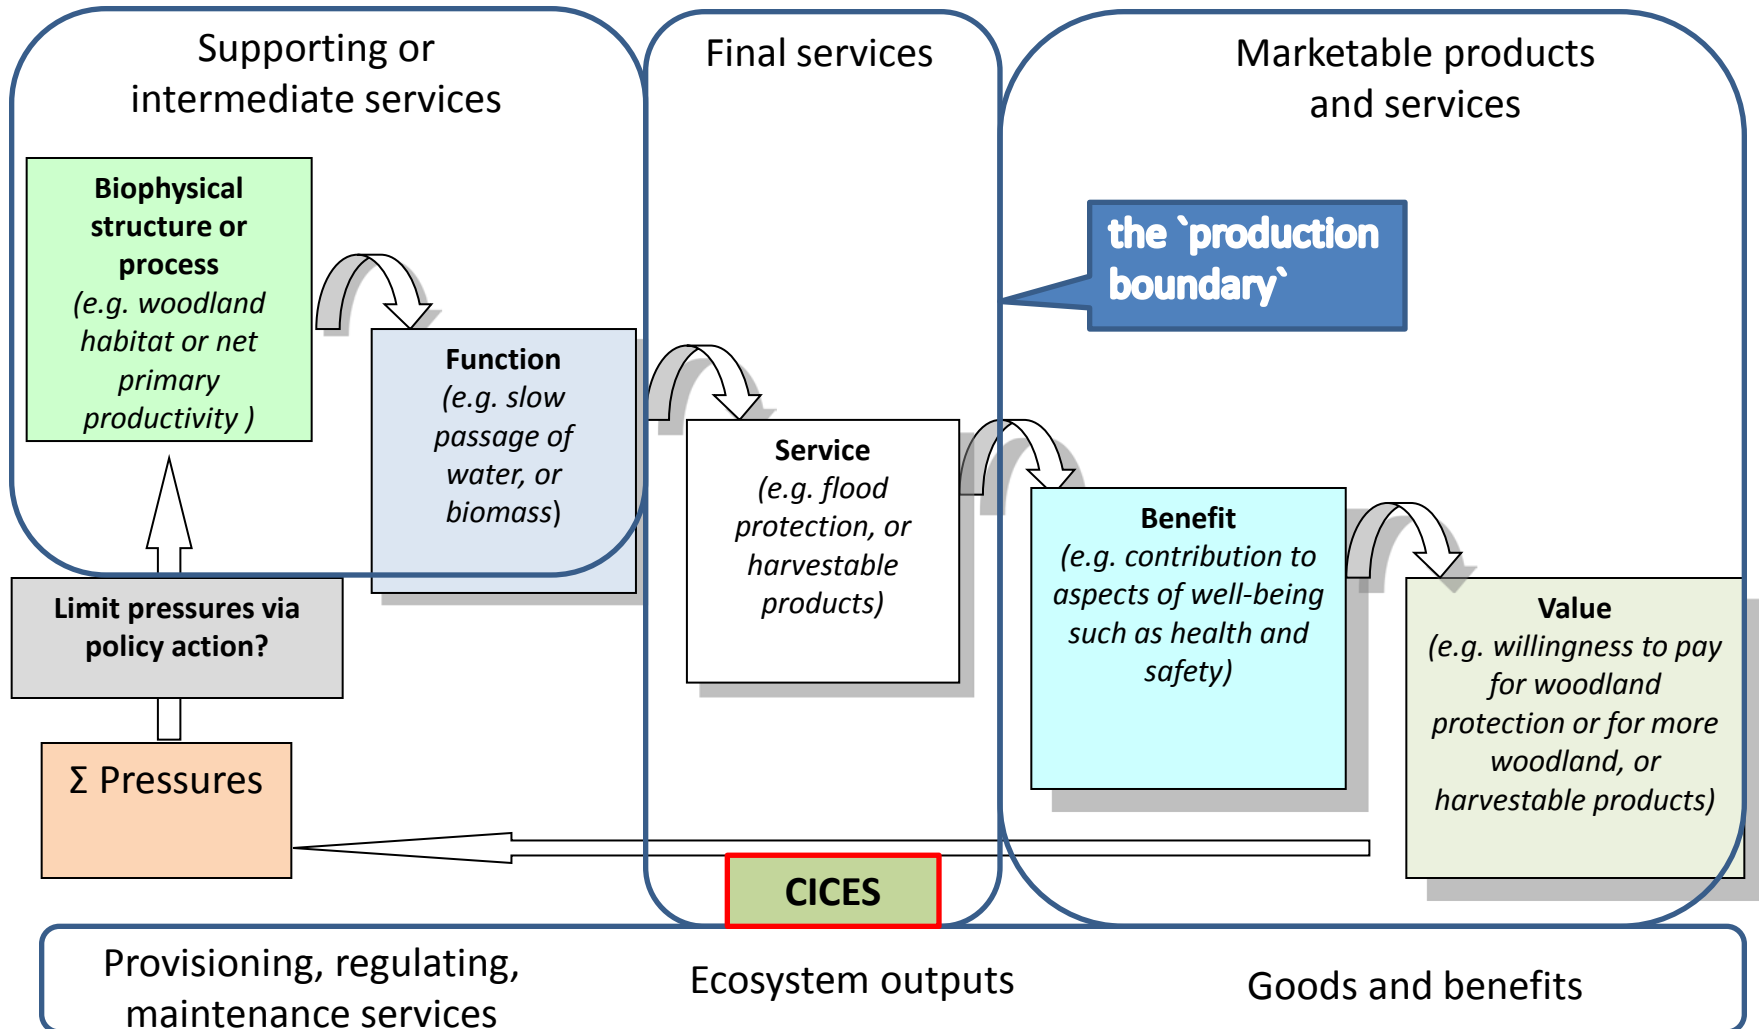 Supporting or
intermediate services
Final services
Marketable products
and services
Biophysical
structure or
process
(e.g. woodland
habitat or net
primary
productivity )
the `production
boundary`
Function
(e.g. slow
passage of
water, or
biomass)
Service
(e.g. flood
protection, or
harvestable
products)
Benefit
(e.g. contribution to
aspects of well-being
such as health and
safety)
Value
(e.g. willingness to pay
for woodland
protection or for more
woodland, or
harvestable products)
Limit pressures via
policy action?
Σ Pressures
CICES
Provisioning, regulating,
maintenance services
Ecosystem outputs
Goods and benefits